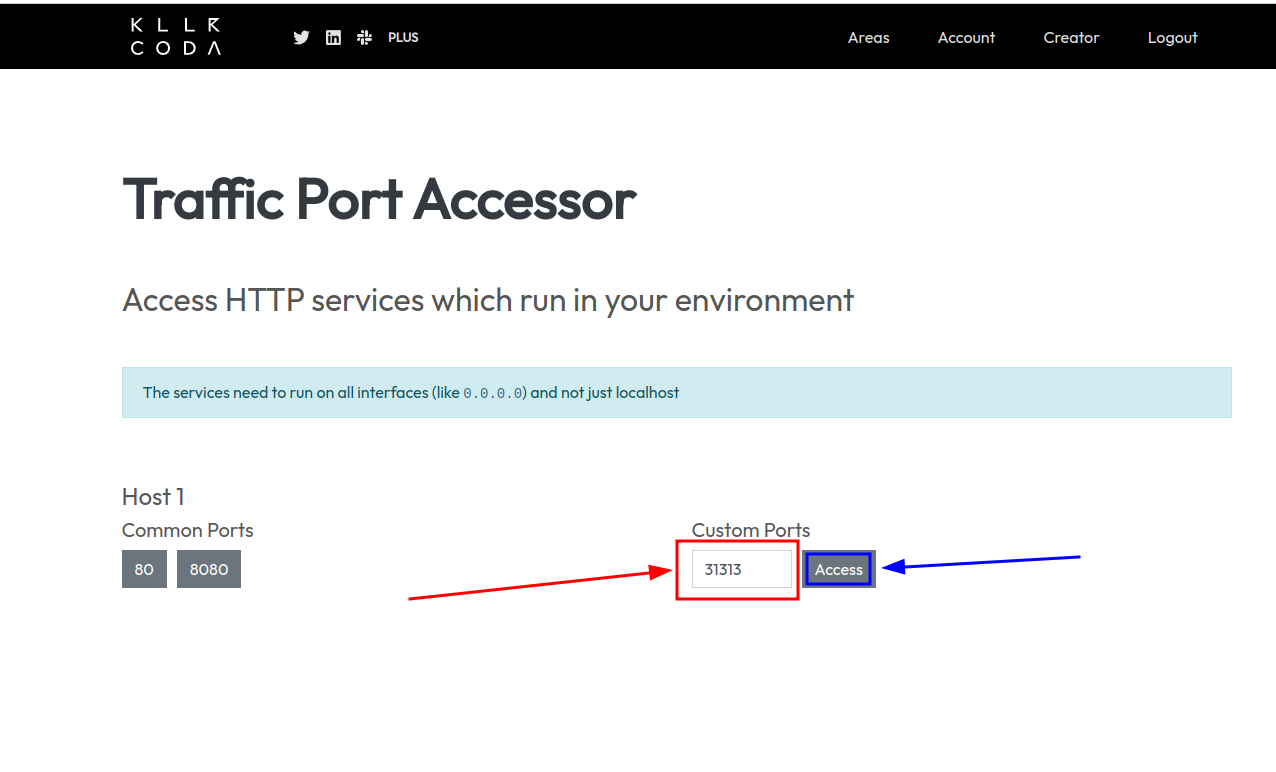 KLLR
CODA
PLUS
Areas
Account
Creator
Logout
Traffic Port Accessor
Access HTTP services which run in your environment
The services need to run on all interfaces (like 0.0.0.0) and not just localhost
Host 1
Common Ports
Custom Ports
80
8080
31313
Access